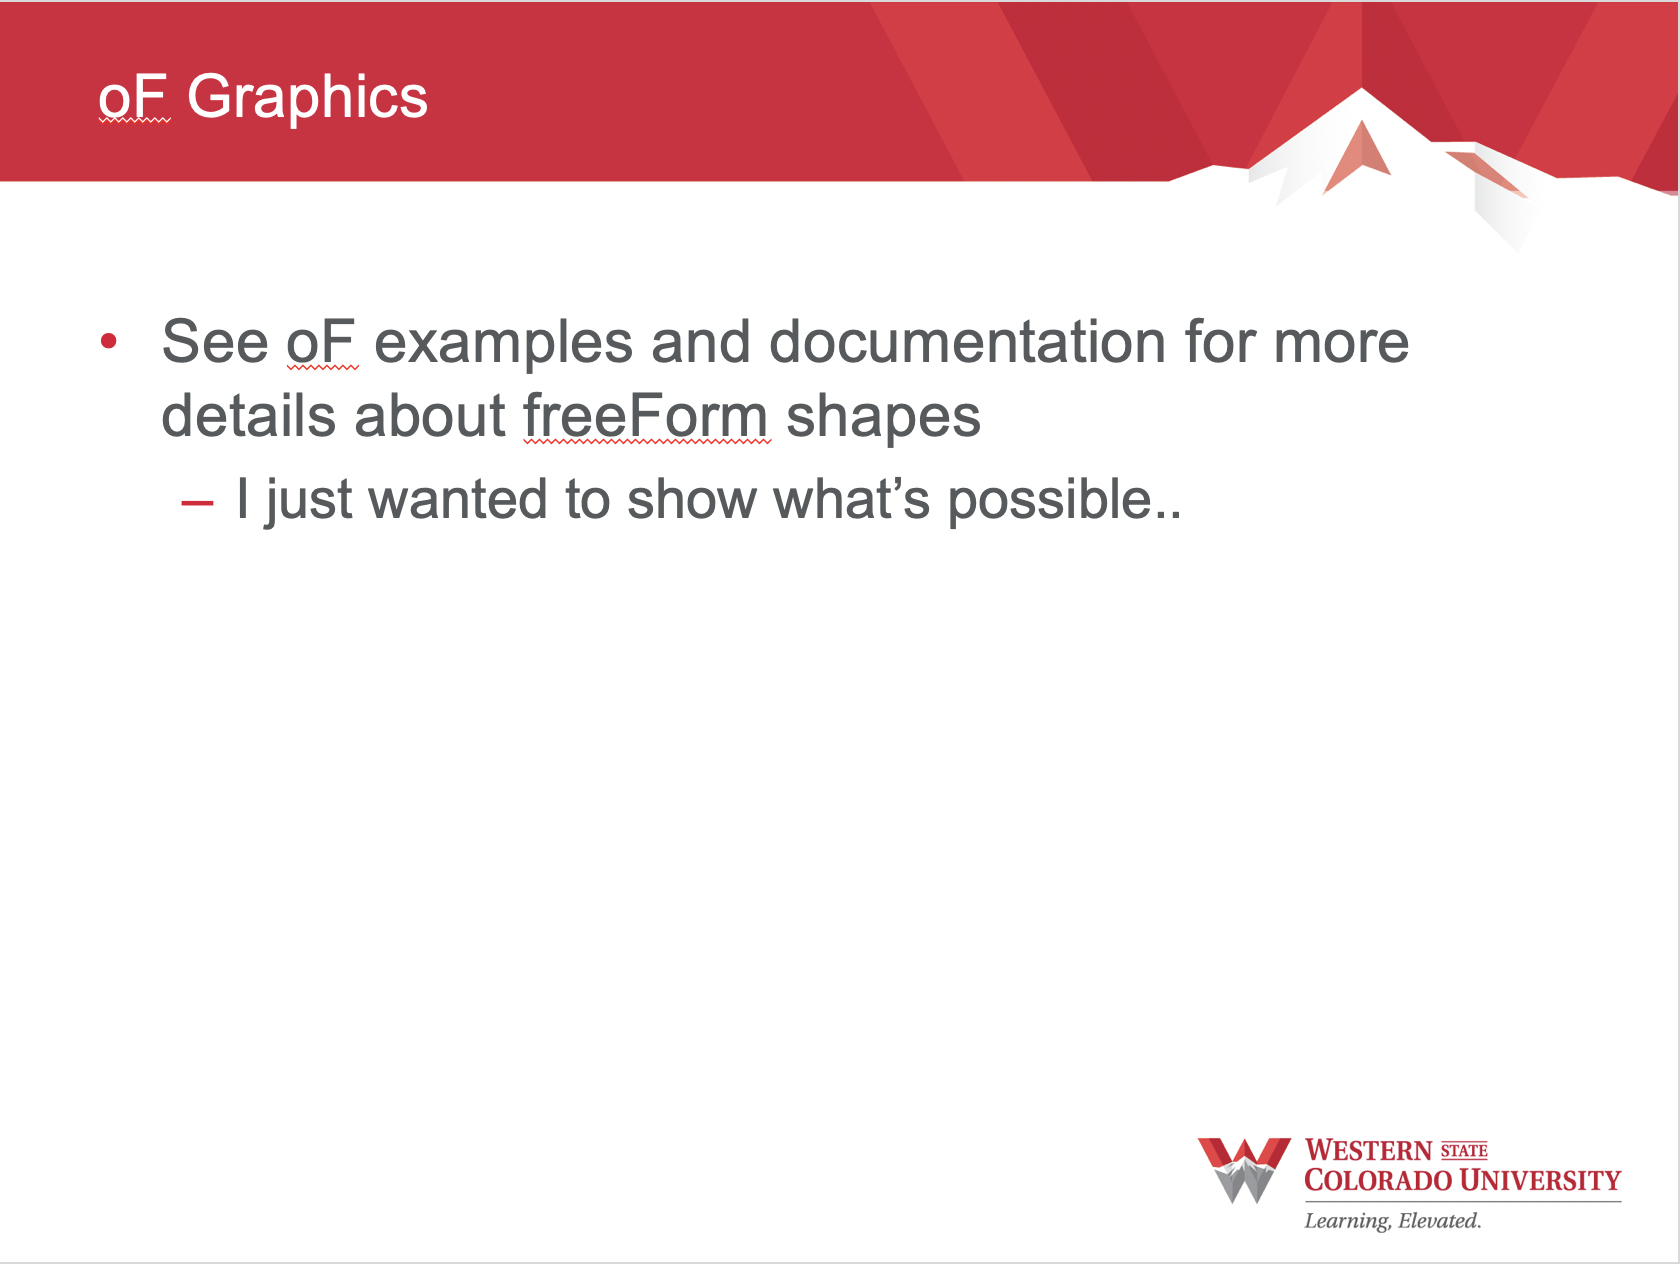 oF Graphics
• See oF examples and documentation for more
details about freeForm shapes
– I just wanted to show what’s possible..
WESTERN STATE
COLORADO UNIVERSITY
Learning, Elevated.